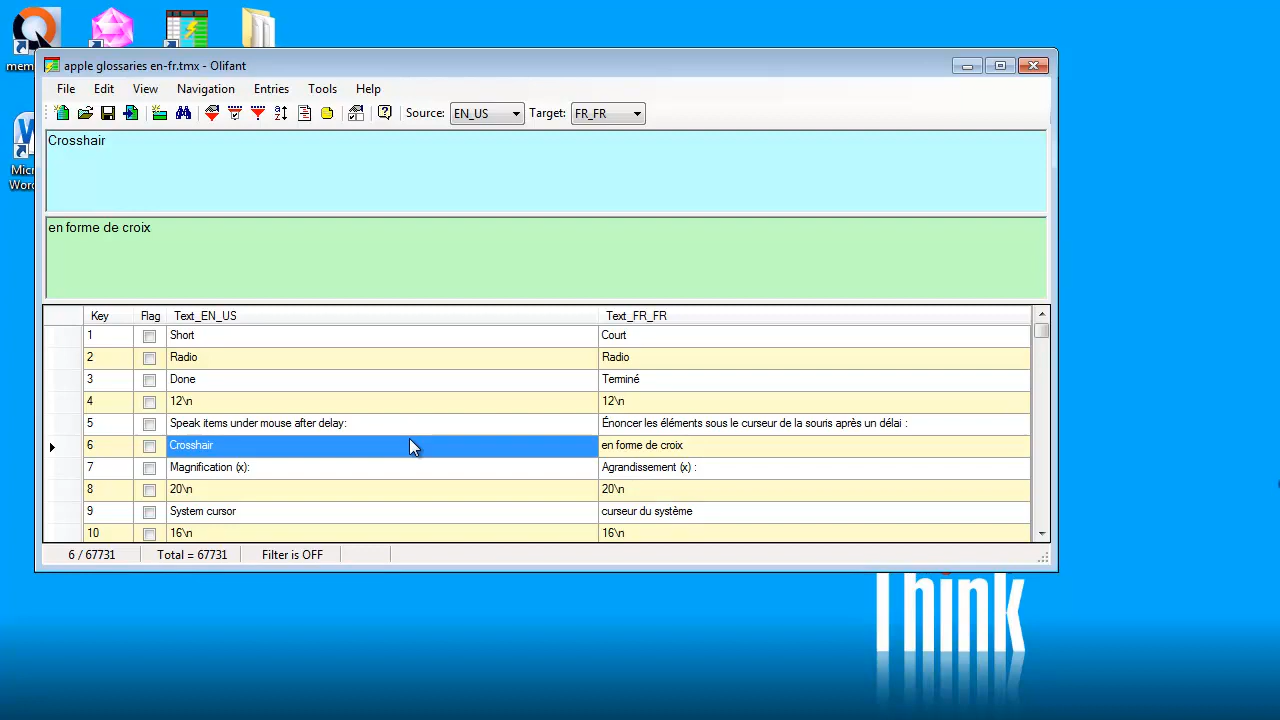 mem
Micr
Word
apple glossaries en-fr.tmx - Olifant
File Edit View Navigation Entries Tools Help
Source: EN_US Target: FR_FR
Crosshair
en forme de croix
Key Flag Text_EN_US Text_FR_FR
1 Short Court
2 Radio Radio
3 Done Terminé
4 12\n 12\n
5 Speak items under mouse after delay: Énoncer les éléments sous le curseur de la souris après un délai :
6 Crosshair en forme de croix
7 Magnification (x): Agrandissement (x) :
8 20\n 20\n
9 System cursor curseur du système
10 16\n 16\n
6 / 67731 Total = 67731 Filter is OFF
Think